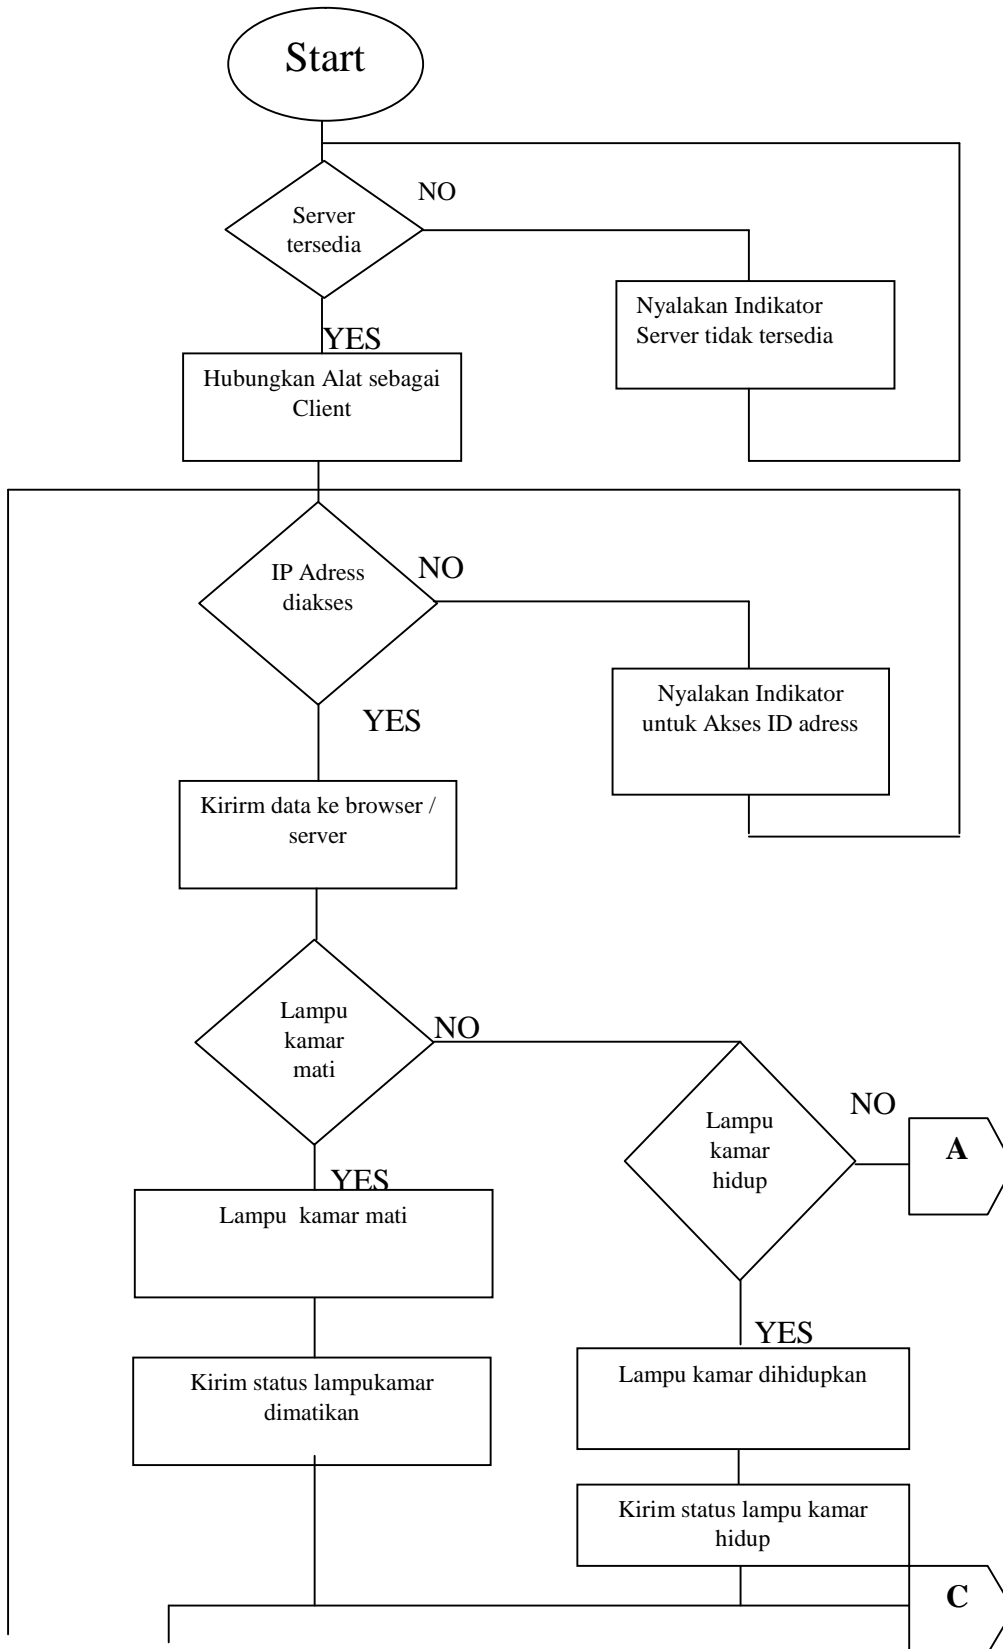 Start
NO
Server
tersedia
Nyalakan Indikator
Server tidak tersedia
YES
Hubungkan Alat sebagai
Client
IP Adress
diakses
NO
Nyalakan Indikator
untuk Akses ID adress
YES
Kirirm data ke browser /
server
Lampu
kamar
mati
NO
Lampu
kamar
hidup
NO
A
YES
Lampu kamar mati
YES
Lampu kamar dihidupkan
Kirim status lampukamar
dimatikan
Kirim status lampu kamar
hidup
C